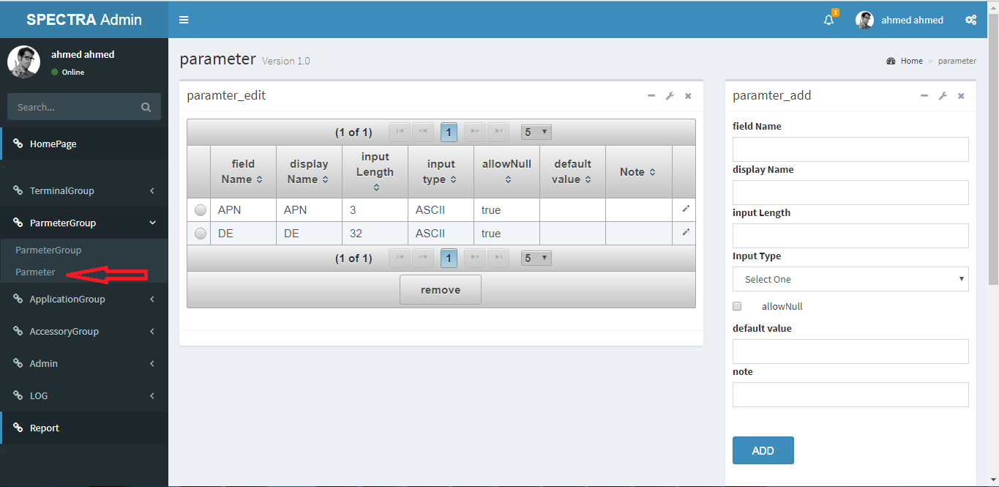 SPECTRA Admin
1
ahmed ahmed
ahmed ahmed
Online
Search...
HomePage
TerminalGroup
ParmeterGroup
ParmeterGroup
Parmeter
ApplicationGroup
AccessoryGroup
Admin
LOG
Report
parameter Version 1.0
Home > parameter
paramter_edit
(1 of 1) 1 5
field Name
display Name
input Length
input type
allowNull
default value
Note
APN APN 3 ASCII true
DE DE 32 ASCII true
(1 of 1) 1 5
remove
paramter_add
field Name
display Name
input Length
Input Type
Select One
allowNull
default value
note
ADD